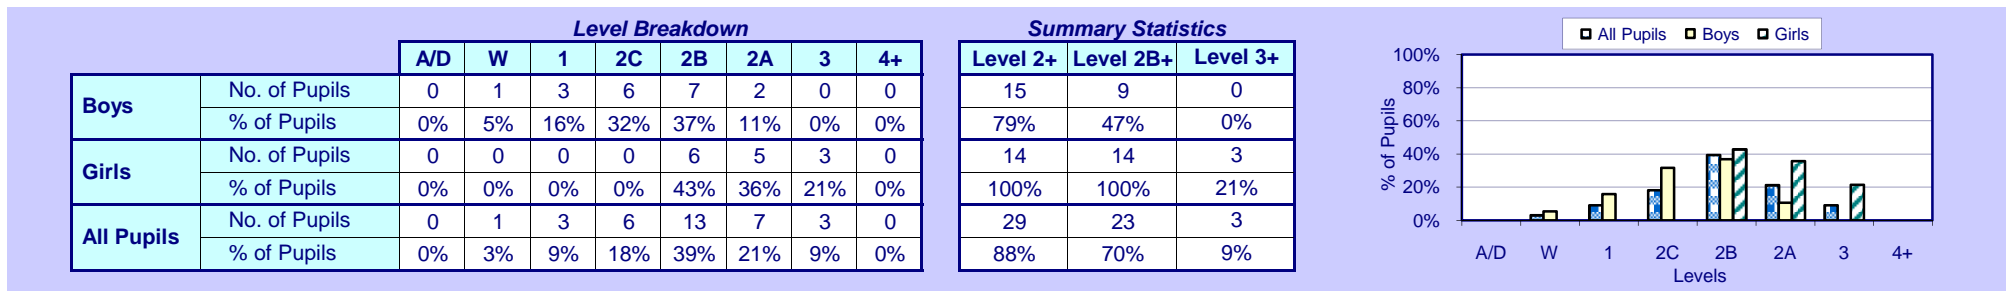 Level Breakdown
A/D W 1 2C 2B 2A 3 4+
Boys
No. of Pupils 0 1 3 6 7 2 0 0
% of Pupils 0% 5% 16% 32% 37% 11% 0% 0%
Girls
No. of Pupils 0 0 0 0 6 5 3 0
% of Pupils 0% 0% 0% 0% 43% 36% 21% 0%
All Pupils
No. of Pupils 0 1 3 6 13 7 3 0
% of Pupils 0% 3% 9% 18% 39% 21% 9% 0%
Summary Statistics
Level 2+ Level 2B+ Level 3+
15 9 0
79% 47% 0%
14 14 3
100% 100% 21%
29 23 3
88% 70% 9%
All Pupils Boys Girls
100%
80%
60%
40%
20%
0%
% of Pupils
A/D W 1 2C 2B 2A 3 4+
Levels